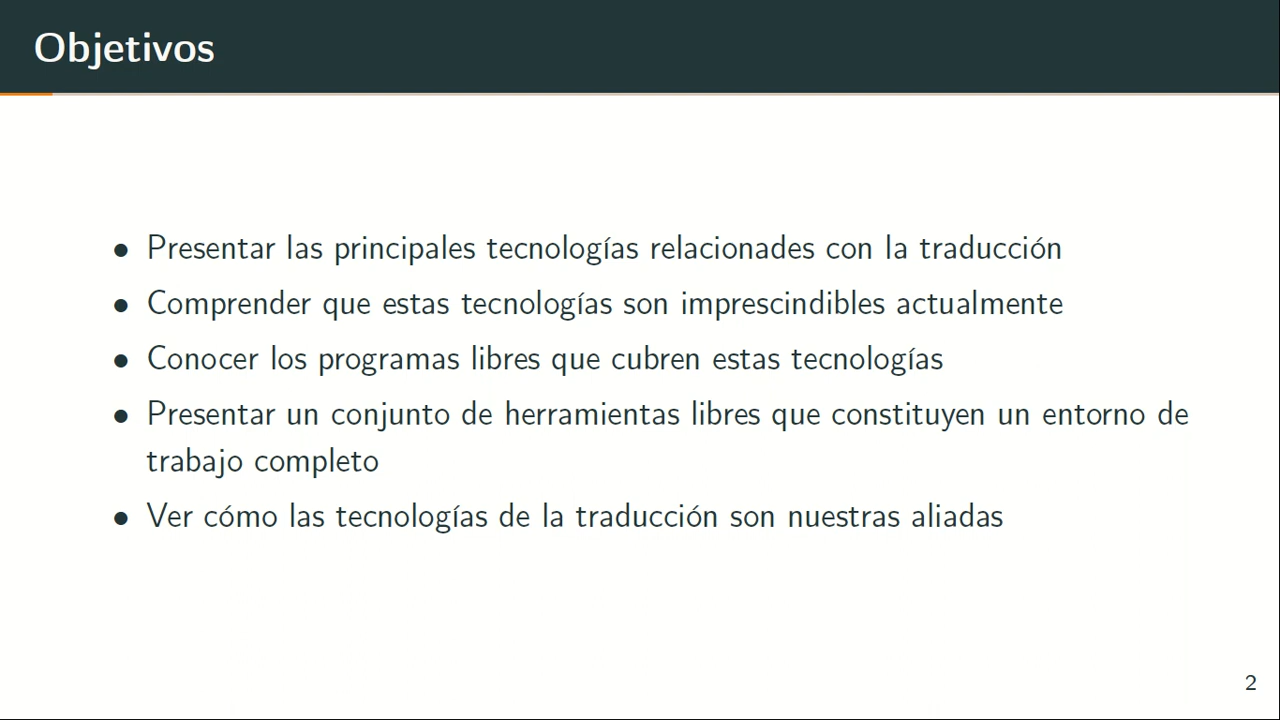 Objetivos
• Presentar las principales tecnologías relacionades con la traducción
• Comprender que estas tecnologías son imprescindibles actualmente
• Conocer los programas libres que cubren estas tecnologías
• Presentar un conjunto de herramientas libres que constituyen un entorno de
trabajo completo
• Ver cómo las tecnologías de la traducción son nuestras aliadas
2